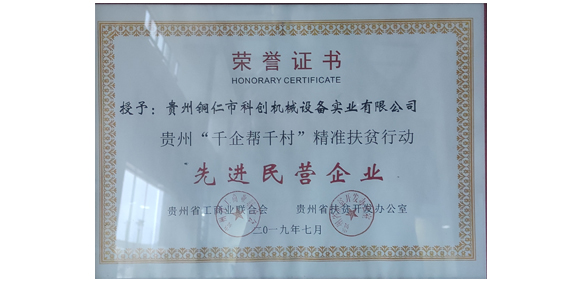 荣誉证书
HONORARY CERTIFICATE
授予：贵州铜仁市科创机械设备实业有限公司
贵州“千企帮千村”精准扶贫行动
先进民营企业
贵州省工商业联合会 贵州省扶贫开发办公室
二〇一九年七月